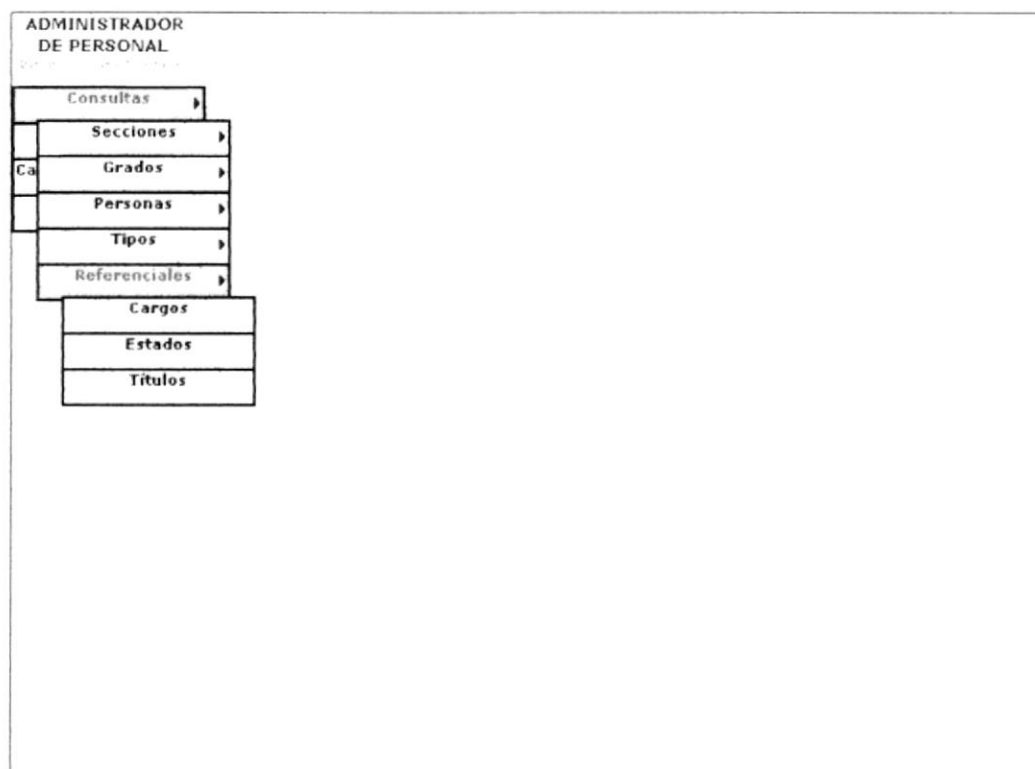 ADMINISTRADOR
DE PERSONAL
Consultas
Secciones
Ca
Grados
Personas
Tipos
Referenciales
Cargos
Estados
Títulos